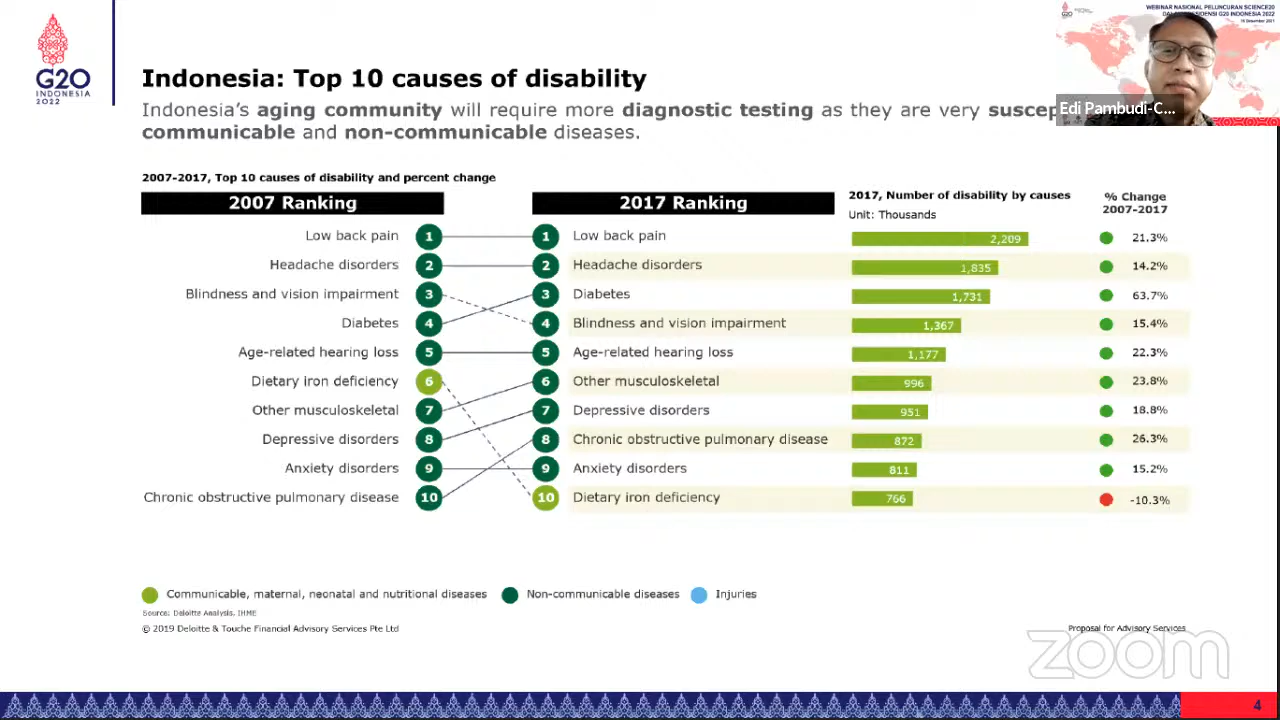 G20
INDONESIA
2022
WEBINAR NASIONAL PELUNCURAN SCIENCE20
G20 INDONESIA 2022
Edi Pambudi-C...
Indonesia: Top 10 causes of disability
Indonesia's aging community will require more diagnostic testing as they are very
communicable and non-communicable diseases.
2007-2017, Top 10 causes of disability and percent change
2007 Ranking
2017 Ranking
2017, Number of disability by causes
Unit: Thousands
% Change
2007-2017
Low back pain 1 1 Low back pain 2,209 21.3%
Headache disorders 2 2 Headache disorders 1,835 14.2%
Blindness and vision impairment 3 3 Diabetes 1,731 63.7%
Diabetes 4 4 Blindness and vision impairment 1,367 15.4%
Age-related hearing loss 5 5 Age-related hearing loss 1,177 22.3%
Dietary iron deficiency 6 6 Other musculoskeletal 996 23.8%
Other musculoskeletal 7 7 Depressive disorders 951 18.8%
Depressive disorders 8 8 Chronic obstructive pulmonary disease 872 26.3%
Anxiety disorders 9 9 Anxiety disorders 811 15.2%
Chronic obstructive pulmonary disease 10 10 Dietary iron deficiency 766 -10.3%
Communicable, maternal, neonatal and nutritional diseases Non-communicable diseases Injuries
Source: Deloitte Analysis, IHME
© 2019 Deloitte & Touche Financial Advisory Services Pte Ltd
Proposal for Advisory Services
zoom
4